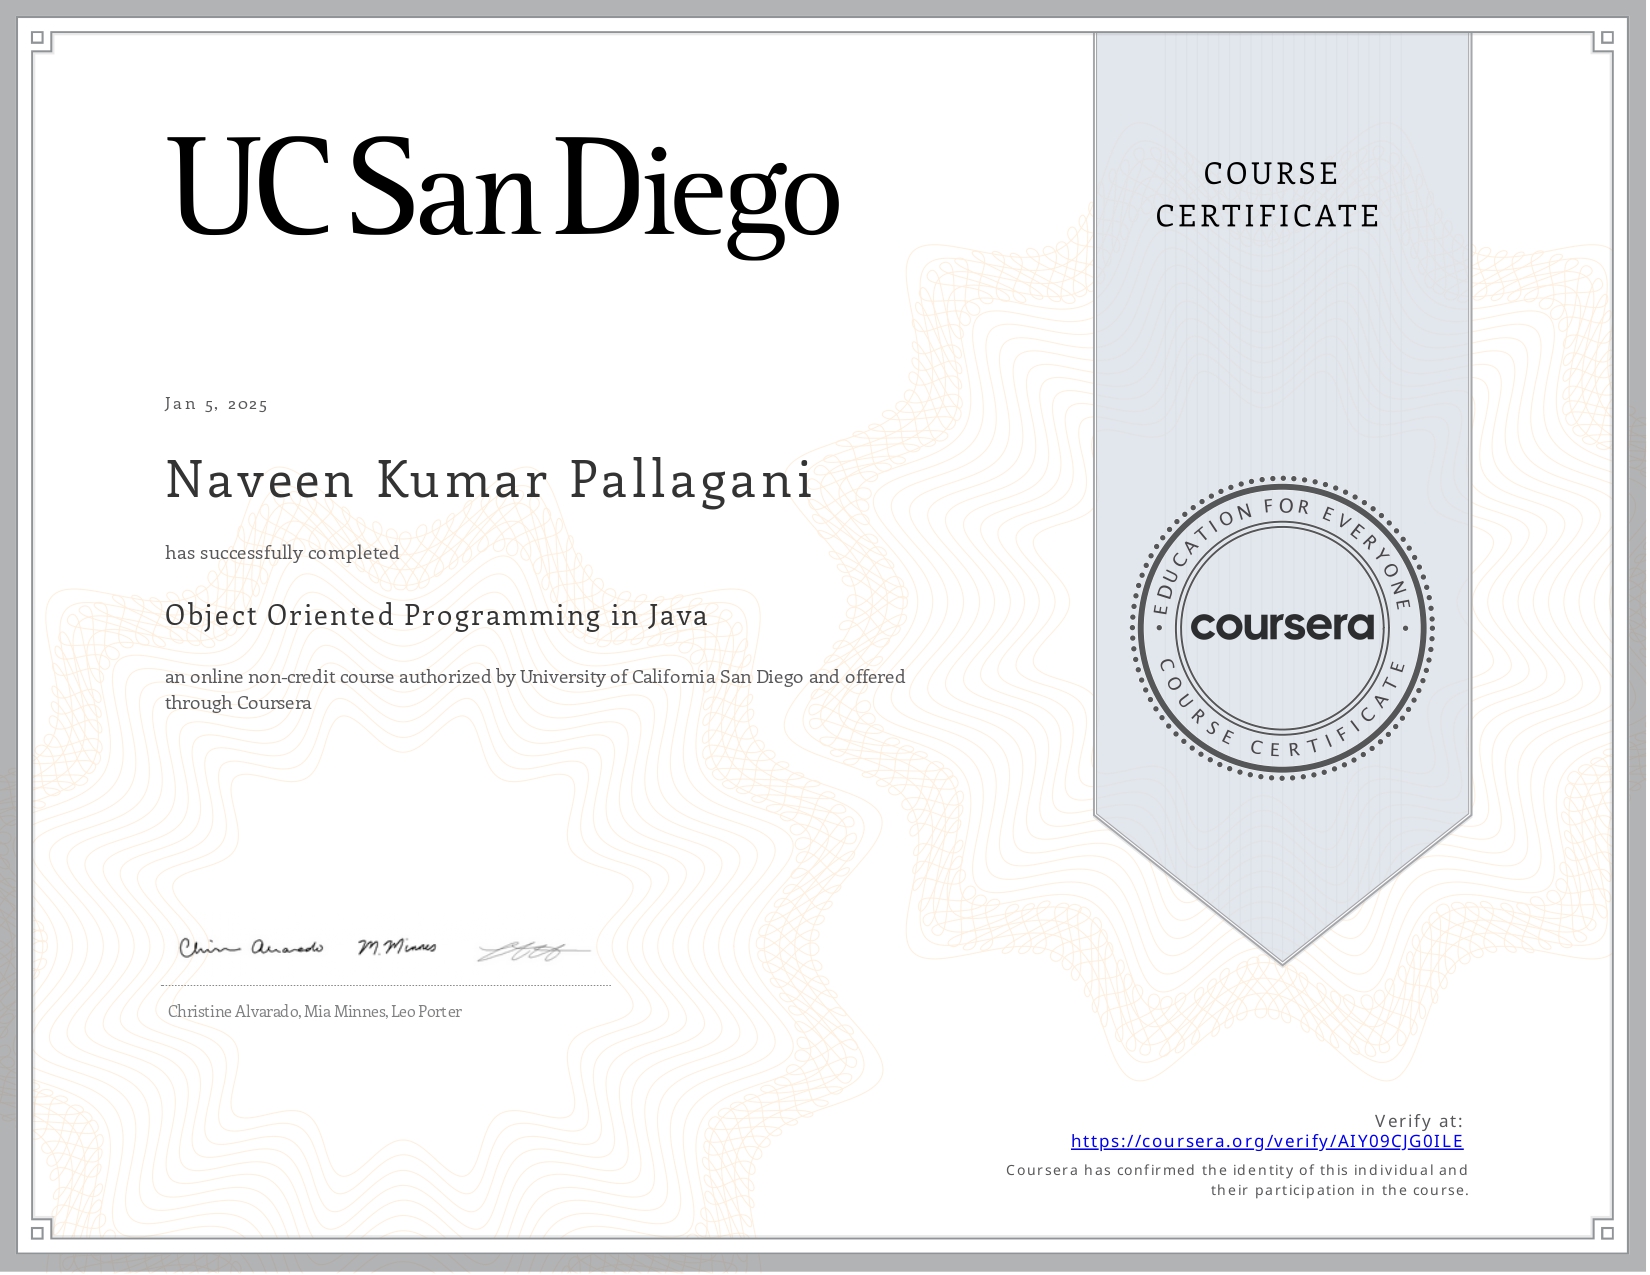 UC San Diego
COURSE
CERTIFICATE
Jan 5, 2025
Naveen Kumar Pallagani
has successfully completed
Object Oriented Programming in Java
an online non-credit course authorized by University of California San Diego and offered
through Coursera
EDUCATION FOR EVERYONE
coursera
COURSE CERTIFICATE
Christine Alvarado, Mia Minnes, Leo Porter
Verify at:
https://coursera.org/verify/AIY09CJG0ILE
Coursera has confirmed the identity of this individual and
their participation in the course.